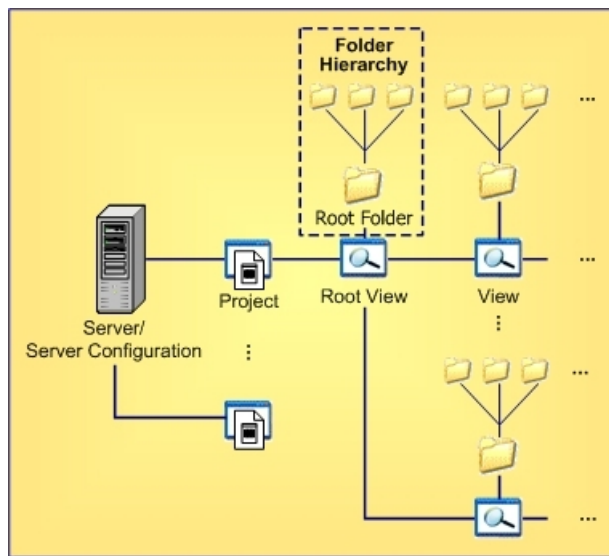 Folder
Hierarchy
...
Root Folder
...
Project
Root View
View
Server/
Server Configuration
...
...